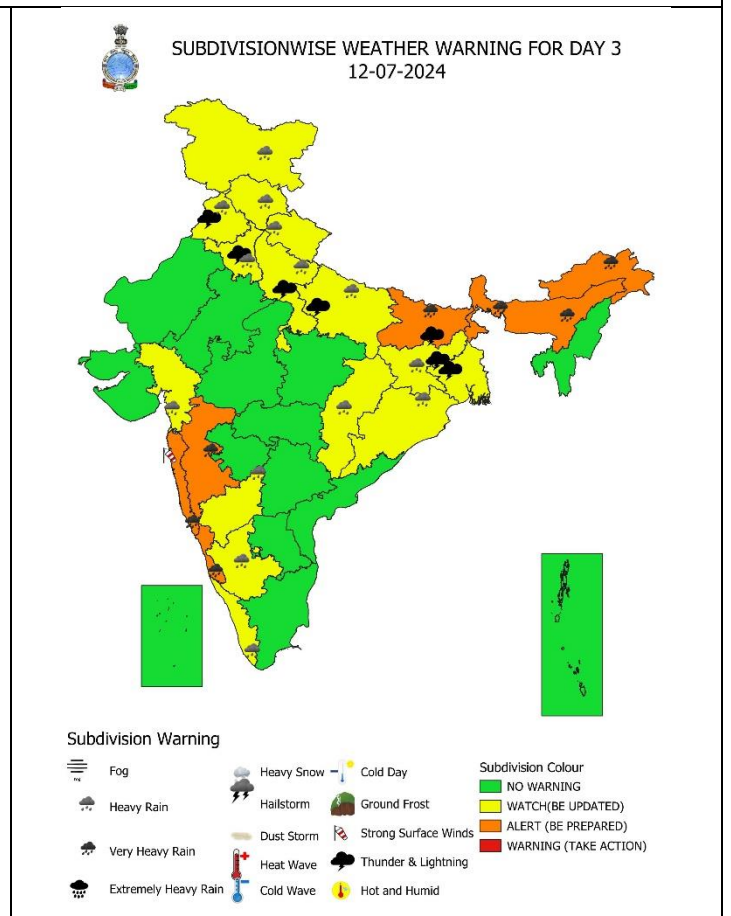 SUBDIVISIONWISE WEATHER WARNING FOR DAY 3
12-07-2024
Subdivision Warning
Fog
Heavy Rain
Very Heavy Rain
Extremely Heavy Rain
Heavy Snow
Hailstorm
Dust Storm
Heat Wave
Cold Wave
Cold Day
Ground Frost
Strong Surface Winds
Thunder & Lightning
Hot and Humid
Subdivision Colour
NO WARNING
WATCH(BE UPDATED)
ALERT (BE PREPARED)
WARNING (TAKE ACTION)